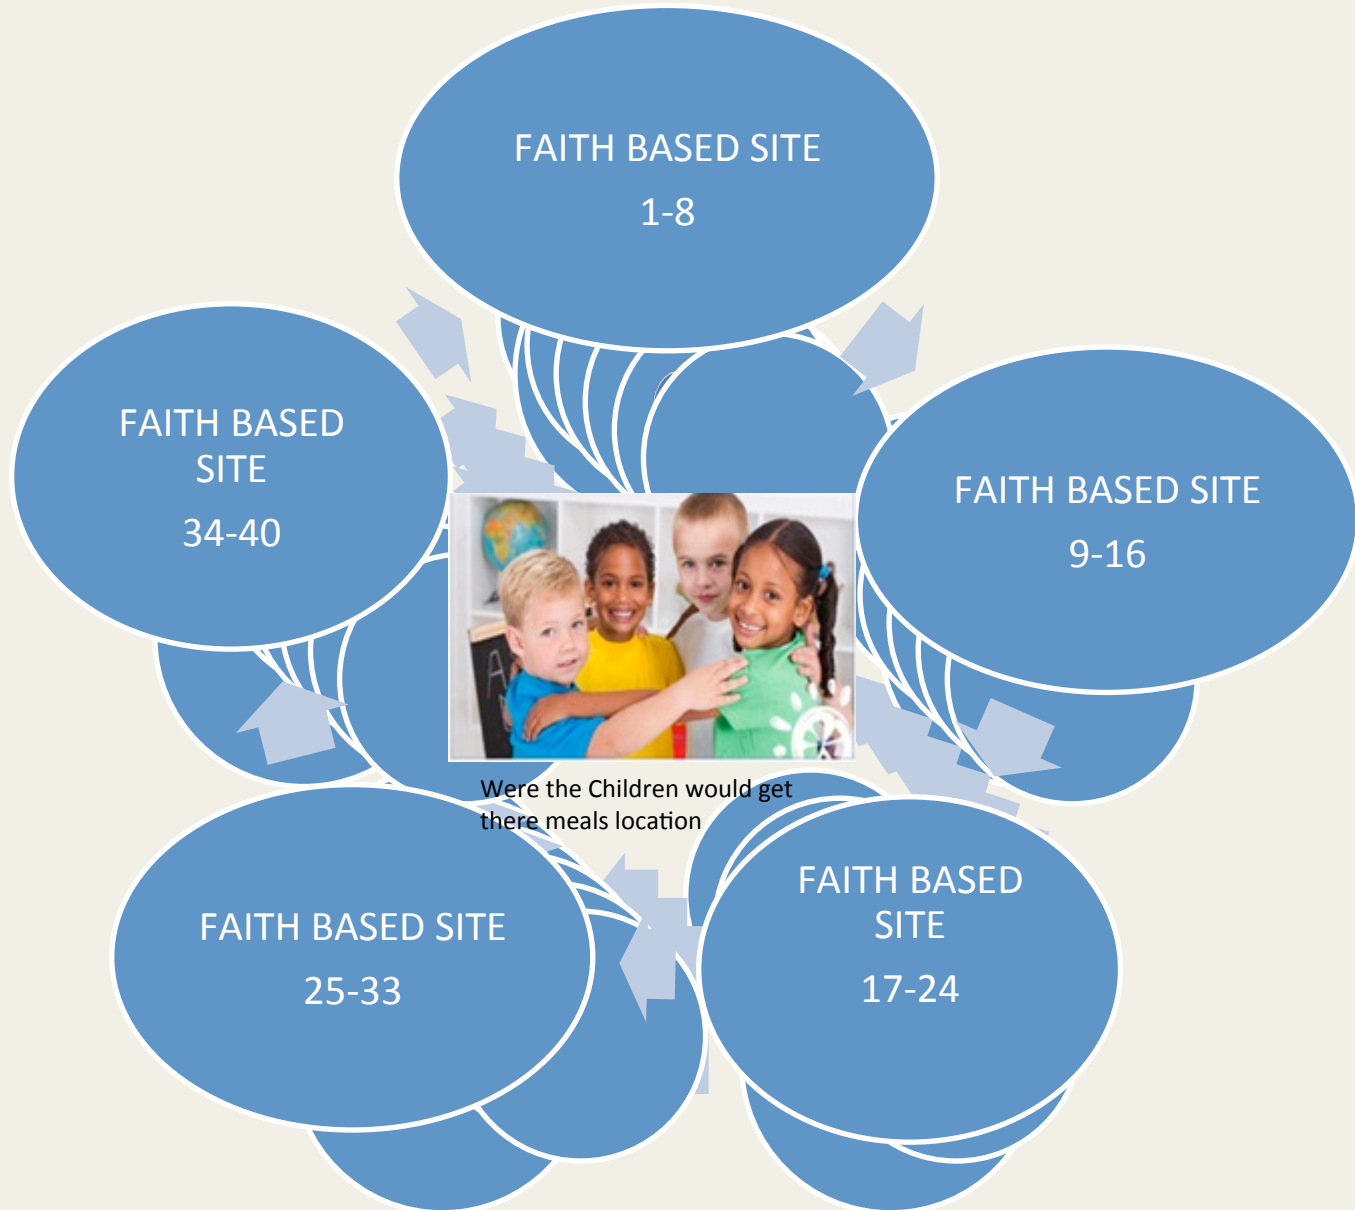 FAITH BASED SITE
1-8
FAITH BASED SITE
9-16
FAITH BASED
SITE
17-24
FAITH BASED SITE
25-33
FAITH BASED
SITE
34-40
Were the Children would get
there meals location